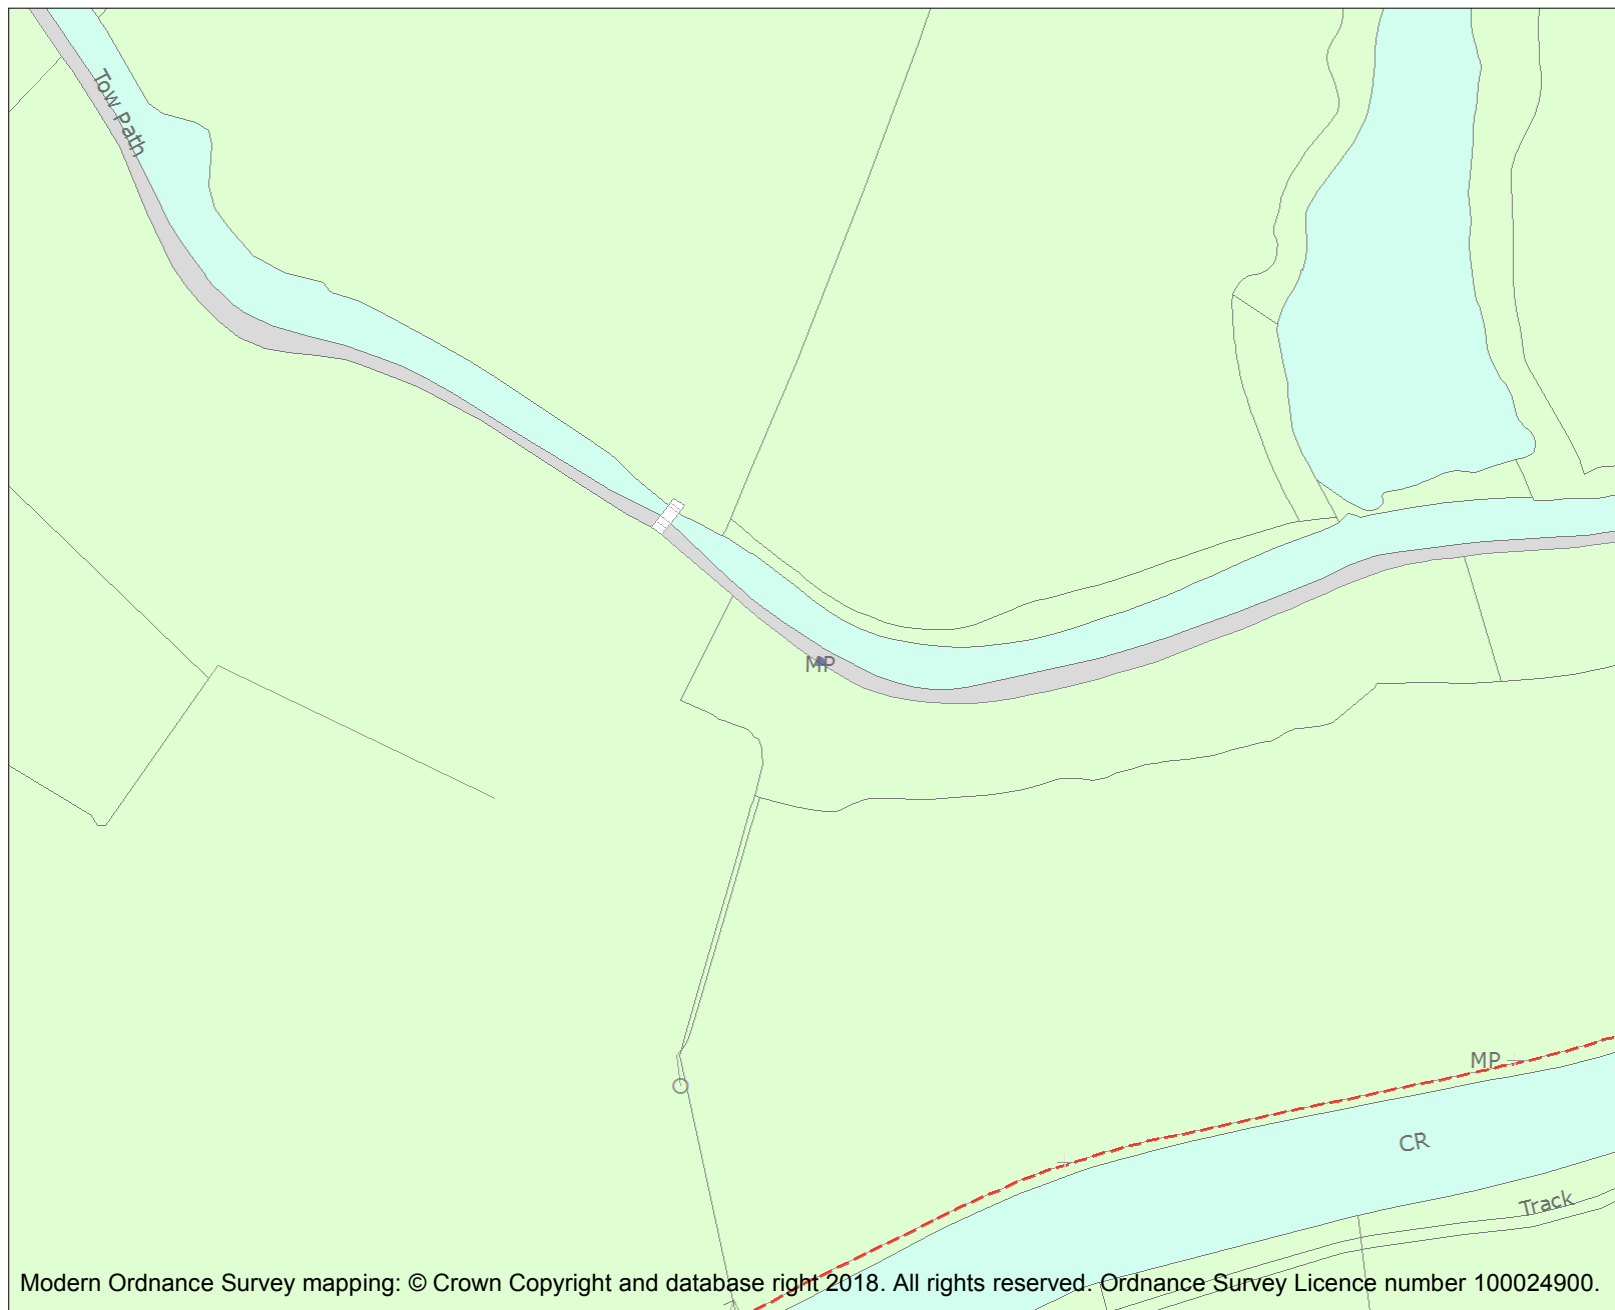 Tow Path
MP
MP
CR
Track
Modern Ordnance Survey mapping: © Crown Copyright and database right 2018. All rights reserved. Ordnance Survey Licence number 100024900.